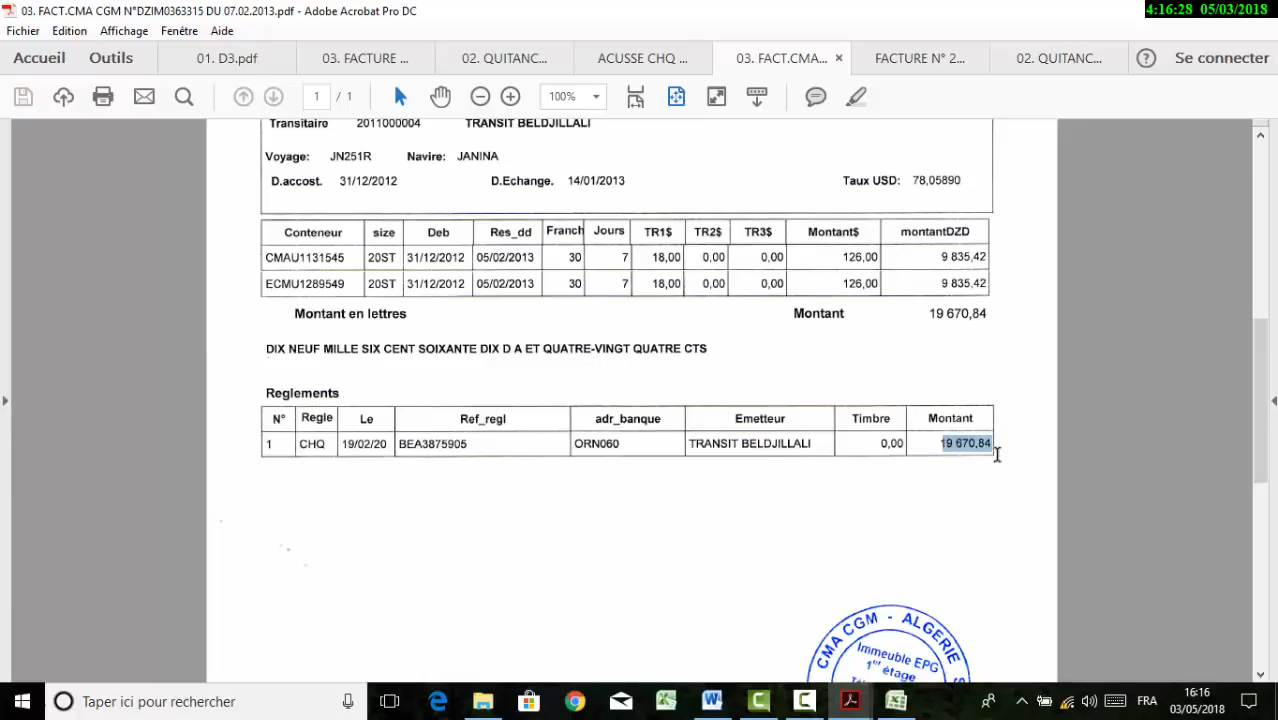 03. FACT.CMA CGM N°DZIM0363315 DU 07.02.2013.pdf - Adobe Acrobat Pro DC
4:16:28 05/03/2018
Fichier Edition Affichage Fenêtre Aide
Accueil Outils 01. D3.pdf 03. FACTURE ... 02. QUITANC... ACUSSE CHQ ... 03. FACT.CMA... × FACTURE N° 2... 02. QUITANC... Se connecter
1 / 1 100%
Transitaire 2011000004 TRANSIT BELDJILLALI
Voyage: JN251R Navire: JANINA
D.accost. 31/12/2012 D.Echange. 14/01/2013 Taux USD: 78,05890
Conteneur size Deb Res_dd Franch Jours TR1$ TR2$ TR3$ Montant$ montantDZD
CMAU1131545 20ST 31/12/2012 05/02/2013 30 7 18,00 0,00 0,00 126,00 9 835,42
ECMU1289549 20ST 31/12/2012 05/02/2013 30 7 18,00 0,00 0,00 126,00 9 835,42
Montant en lettres Montant 19 670,84
DIX NEUF MILLE SIX CENT SOIXANTE DIX D A ET QUATRE-VINGT QUATRE CTS
Reglements
N° Regle Le Ref_regl adr_banque Emetteur Timbre Montant
1 CHQ 19/02/20 BEA3875905 ORN060 TRANSIT BELDJILLALI 0,00 19 670,84
CMA CGM - ALGERIE
Immeuble EPG
1er étage
Taper ici pour rechercher
FRA
16:16
03/05/2018